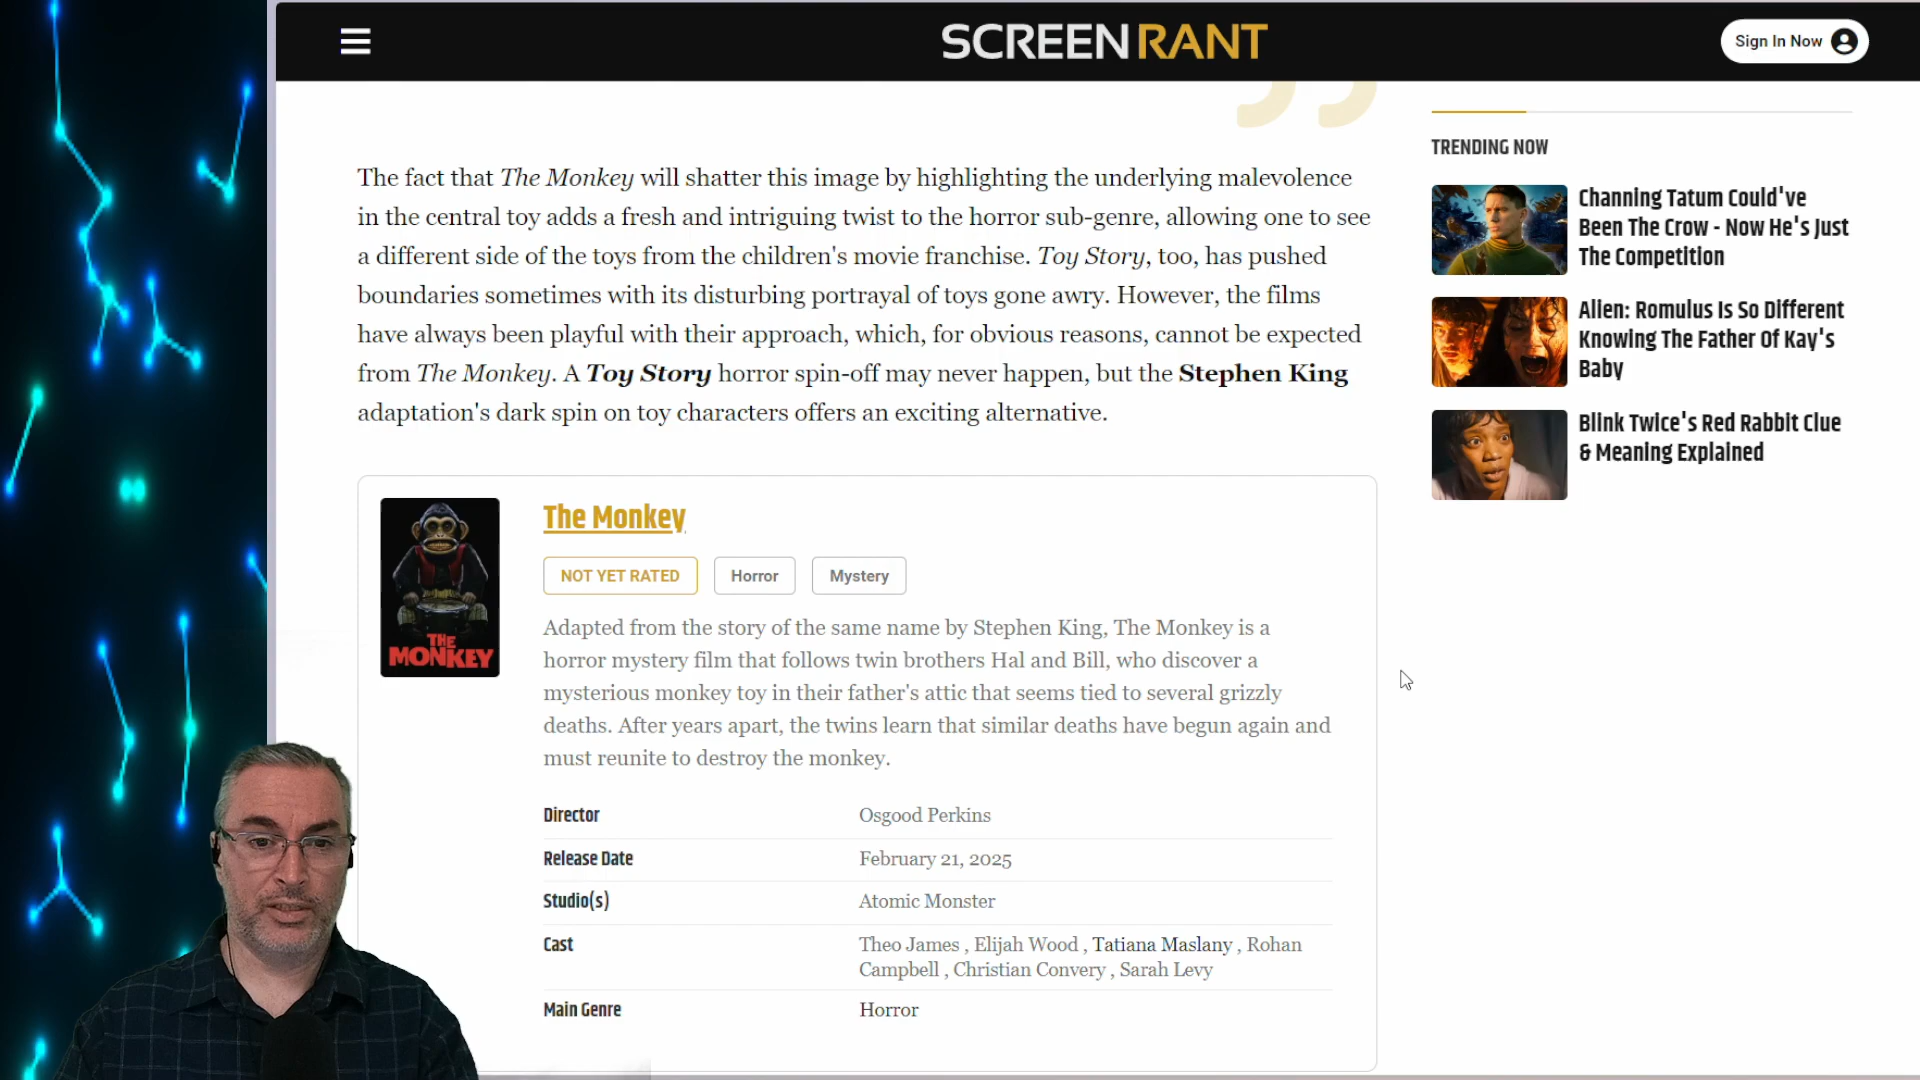 SCREENRANT
Sign In Now
The fact that The Monkey will shatter this image by highlighting the underlying malevolence
in the central toy adds a fresh and intriguing twist to the horror sub-genre, allowing one to see
a different side of the toys from the children's movie franchise. Toy Story, too, has pushed
boundaries sometimes with its disturbing portrayal of toys gone awry. However, the films
have always been playful with their approach, which, for obvious reasons, cannot be expected
from The Monkey. A Toy Story horror spin-off may never happen, but the Stephen King
adaptation's dark spin on toy characters offers an exciting alternative.
THE
MONKEY
The Monkey
NOT YET RATED
Horror
Mystery
Adapted from the story of the same name by Stephen King, The Monkey is a
horror mystery film that follows twin brothers Hal and Bill, who discover a
mysterious monkey toy in their father's attic that seems tied to several grizzly
deaths. After years apart, the twins learn that similar deaths have begun again and
must reunite to destroy the monkey.
Director Osgood Perkins
Release Date February 21, 2025
Studio(s) Atomic Monster
Cast Theo James , Elijah Wood , Tatiana Maslany , Rohan
Campbell , Christian Convery , Sarah Levy
Main Genre Horror
TRENDING NOW
Channing Tatum Could've
Been The Crow - Now He's Just
The Competition
Alien: Romulus Is So Different
Knowing The Father Of Kay's
Baby
Blink Twice's Red Rabbit Clue
& Meaning Explained